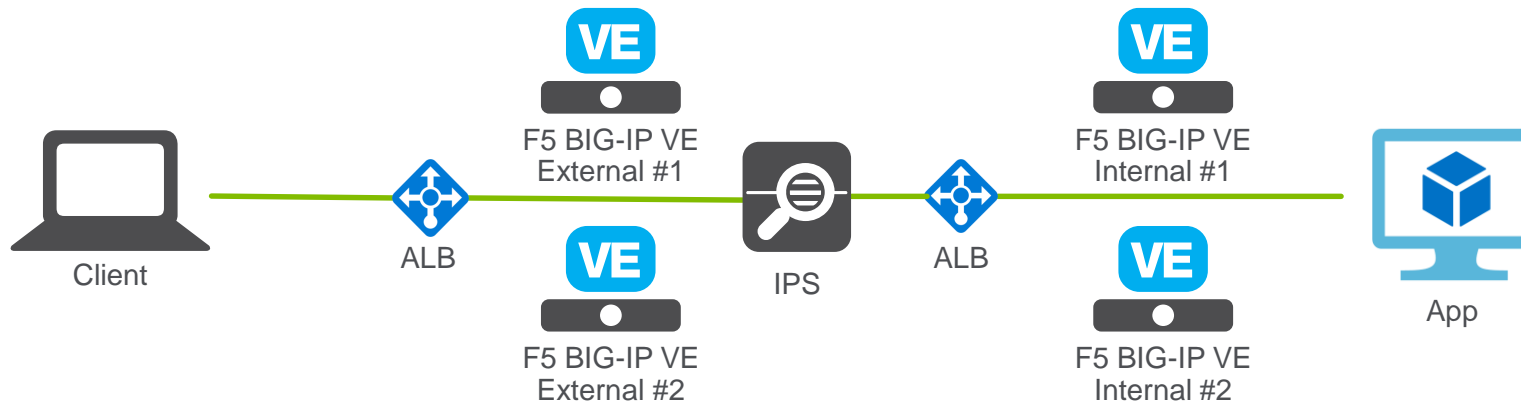 VE
F5 BIG-IP VE
External #1
VE
F5 BIG-IP VE
Internal #1
Client
ALB
IPS
ALB
App
VE
F5 BIG-IP VE
External #2
VE
F5 BIG-IP VE
Internal #2